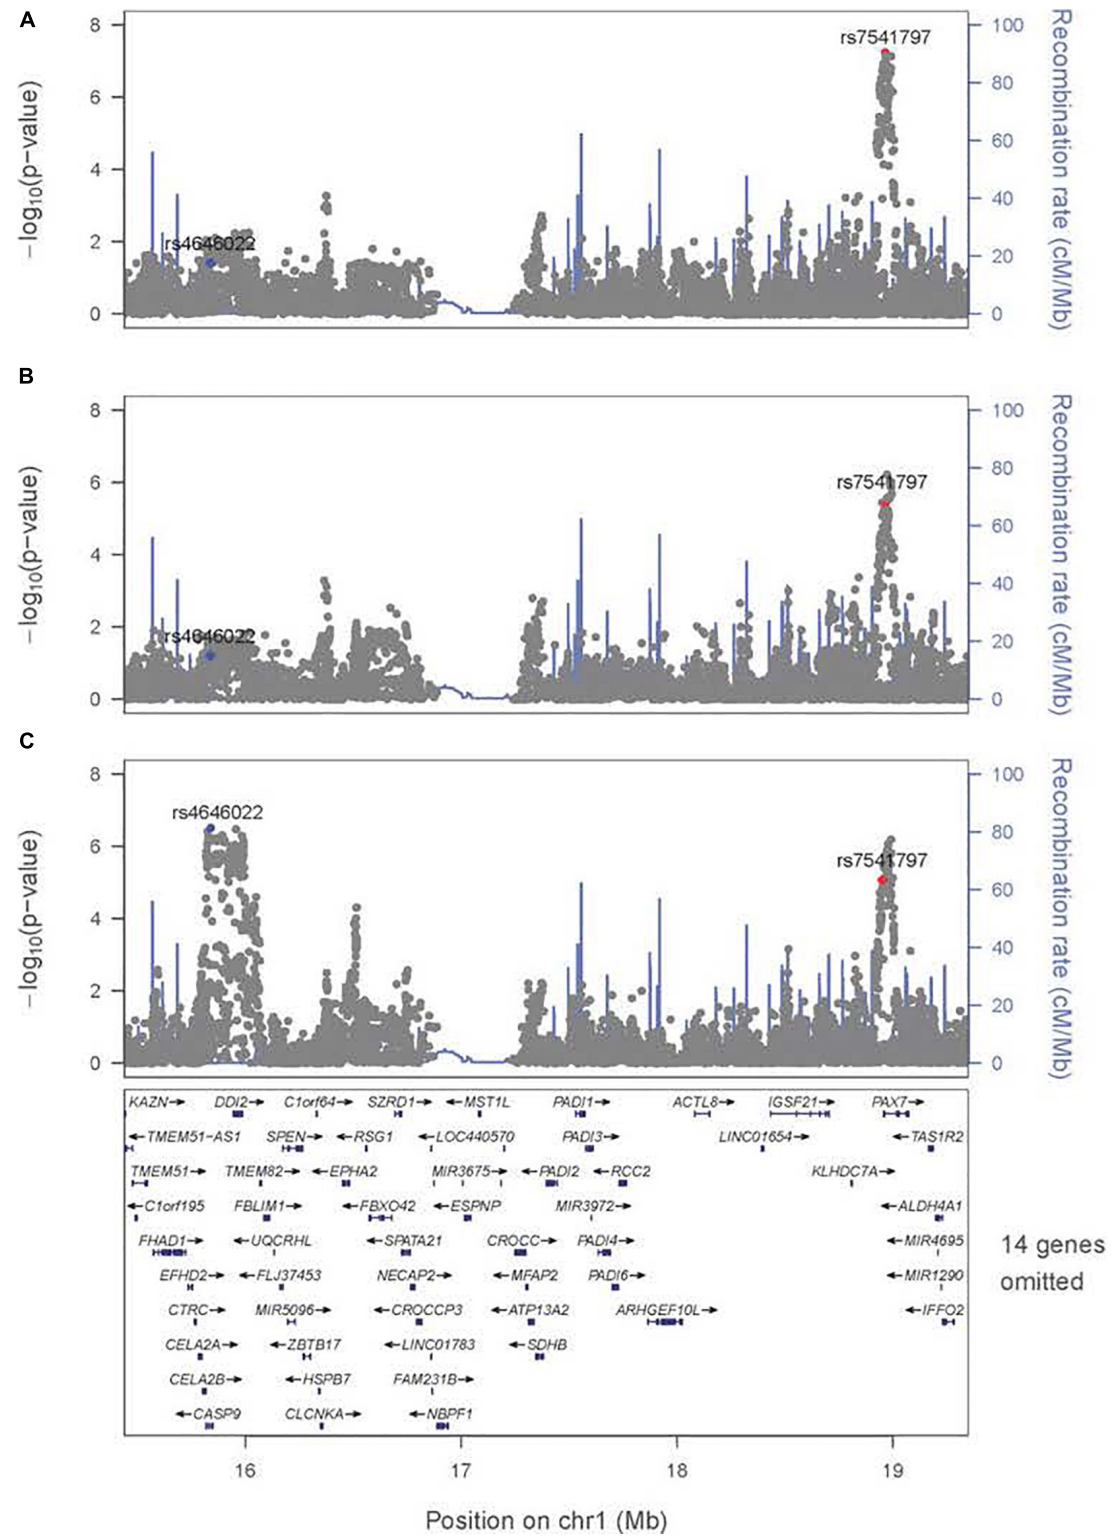 A
8
6
4
2
0
−log10(p−value)
rs4646022
rs7541797
100
80
60
40
20
0
Recombination rate (cM/Mb)
B
8
6
4
2
0
−log10(p−value)
rs4646022
rs7541797
100
80
60
40
20
0
Recombination rate (cM/Mb)
C
8
6
4
2
0
−log10(p−value)
rs4646022
rs7541797
100
80
60
40
20
0
Recombination rate (cM/Mb)
KAZN→ DDI2→ C1orf64→ SZRD1→ ←MST1L PADI1→ ACTL8→ IGSF21→ PAX7→
←TMEM51−AS1 SPEN→ ←RSG1 ←LOC440570 PADI3→ LINC01654→ ←TAS1R2
TMEM51→ TMEM82→ ←EPHA2 MIR3675→ ←PADI2 ←RCC2 KLHDC7A→
←C1orf195 FBLIM1→ ←FBXO42 ←ESPNP MIR3972→ ←ALDH4A1
FHAD1→ ←UQCRHL ←SPATA21 CROCC→ PADI4→ ←MIR4695
EFHD2→ ←FLJ37453 NECAP2→ ←MFAP2 PADI6→ ←MIR1290
CTRC→ MIR5096→ ←CROCCP3 ←ATP13A2 ARHGEF10L→ ←IFFO2
CELA2A→ ←ZBTB17 ←LINC01783 ←SDHB
CELA2B→ ←HSPB7 FAM231B→
←CASP9 CLCNKA→ ←NBPF1
14 genes
omitted
16 17 18 19
Position on chr1 (Mb)